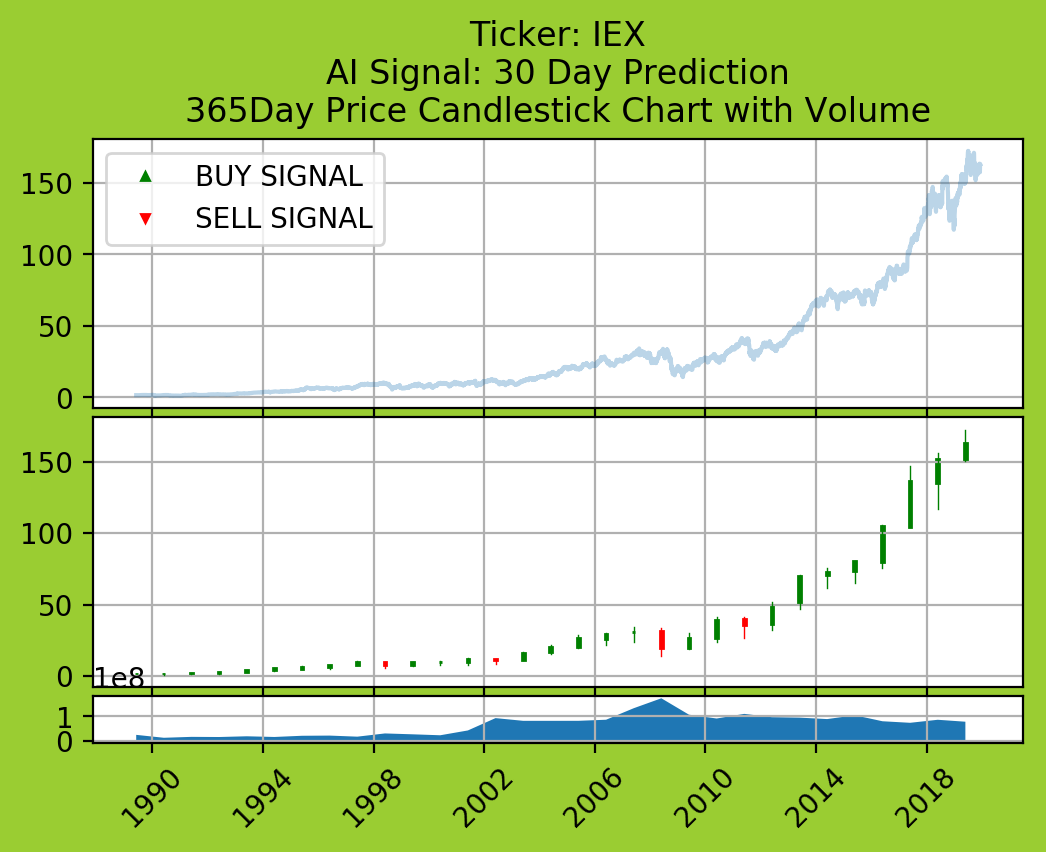 Ticker: IEX
AI Signal: 30 Day Prediction
365Day Price Candlestick Chart with Volume
BUY SIGNAL
SELL SIGNAL
150
100
50
0
150
100
50
0
1e8
1
0
1990 1994 1998 2002 2006 2010 2014 2018